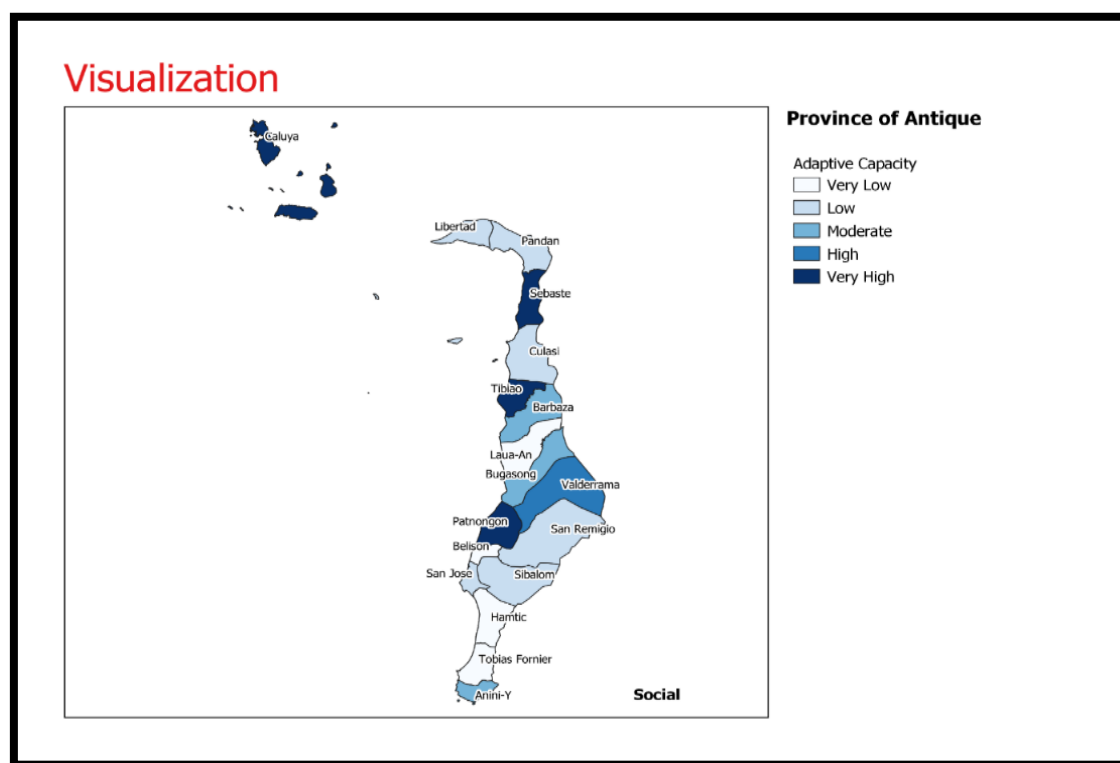 Visualization
Province of Antique
Adaptive Capacity
Very Low
Low
Moderate
High
Very High
Caluya
Libertad
Pandan
Sebaste
Culasi
Tibiao
Barbaza
Laua-An
Bugasong
Valderrama
Patnongon
San Remigio
Belison
San Jose
Sibalom
Hamtic
Tobias Fornier
Anini-Y
Social